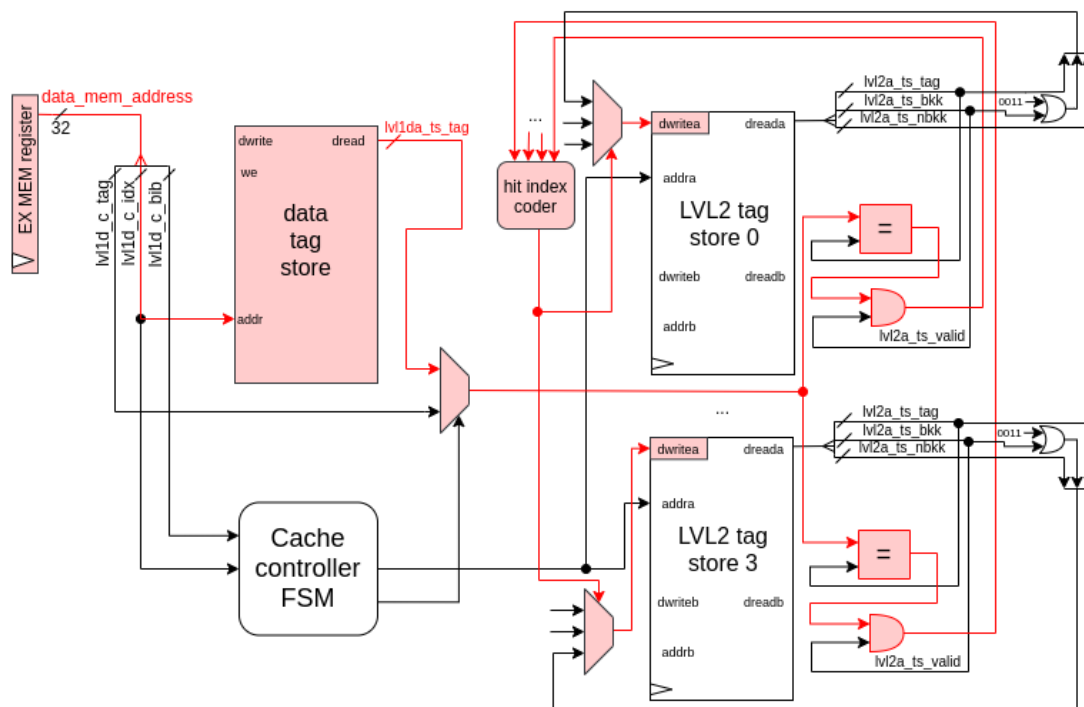 data_mem_address
32
EX MEM register
lvl1d_c_tag
lvl1d_c_idx
lvl1d_c_bib
dwrite
dread
we
data
tag
store
addr
lvl1da_ts_tag
...
hit index
coder
dwritea
dreada
addra
LVL2 tag
store 0
dwriteb
dreadb
addrb
lvl2a_ts_tag
lvl2a_ts_bkk
lvl2a_ts_nbkk
0011
=
lvl2a_ts_valid
...
Cache
controller
FSM
dwritea
dreada
addra
LVL2 tag
store 3
dwriteb
dreadb
addrb
lvl2a_ts_tag
lvl2a_ts_bkk
lvl2a_ts_nbkk
0011
=
lvl2a_ts_valid